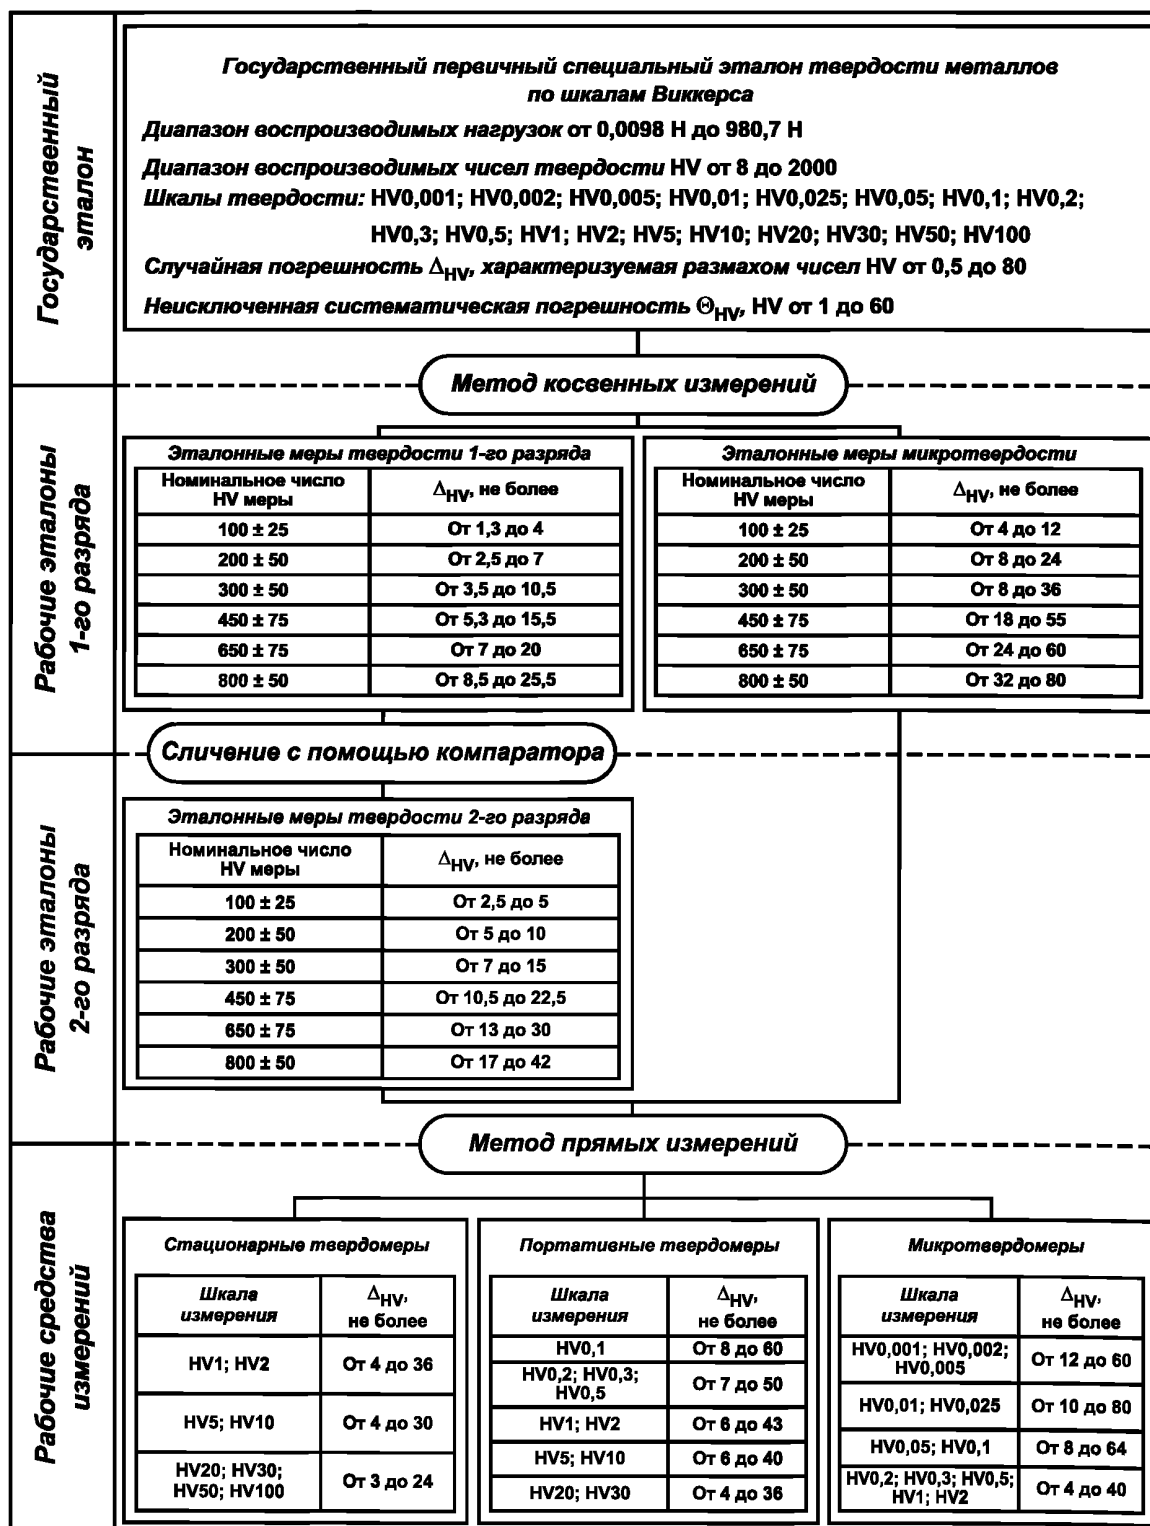 Государственный
эталон
Государственный первичный специальный эталон твердости металлов
по шкалам Виккерса
Диапазон воспроизводимых нагрузок от 0,0098 Н до 980,7 Н
Диапазон воспроизводимых чисел твердости HV от 8 до 2000
Шкалы твердости: HV0,001; HV0,002; HV0,005; HV0,01; HV0,025; HV0,05; HV0,1; HV0,2;
HV0,3; HV0,5; HV1; HV2; HV5; HV10; HV20; HV30; HV50; HV100
Случайная погрешность ΔHV, характеризуемая размахом чисел HV от 0,5 до 80
Неисключенная систематическая погрешность ΘHV, HV от 1 до 60
Метод косвенных измерений
Рабочие эталоны
1-го разряда
Эталонные меры твердости 1-го разряда
Номинальное число
HV меры
ΔHV, не более
100 ± 25 От 1,3 до 4
200 ± 50 От 2,5 до 7
300 ± 50 От 3,5 до 10,5
450 ± 75 От 5,3 до 15,5
650 ± 75 От 7 до 20
800 ± 50 От 8,5 до 25,5
Эталонные меры микротвердости
Номинальное число
HV меры
ΔHV, не более
100 ± 25 От 4 до 12
200 ± 50 От 8 до 24
300 ± 50 От 8 до 36
450 ± 75 От 18 до 55
650 ± 75 От 24 до 60
800 ± 50 От 32 до 80
Сличение с помощью компаратора
Рабочие эталоны
2-го разряда
Эталонные меры твердости 2-го разряда
Номинальное число
HV меры
ΔHV, не более
100 ± 25 От 2,5 до 5
200 ± 50 От 5 до 10
300 ± 50 От 7 до 15
450 ± 75 От 10,5 до 22,5
650 ± 75 От 13 до 30
800 ± 50 От 17 до 42
Метод прямых измерений
Рабочие средства
измерений
Стационарные твердомеры
Шкала
измерения
ΔHV,
не более
HV1; HV2 От 4 до 36
HV5; HV10 От 4 до 30
HV20; HV30;
HV50; HV100
От 3 до 24
Портативные твердомеры
Шкала
измерения
ΔHV,
не более
HV0,1 От 8 до 60
HV0,2; HV0,3;
HV0,5
От 7 до 50
HV1; HV2 От 6 до 43
HV5; HV10 От 6 до 40
HV20; HV30 От 4 до 36
Микротвердомеры
Шкала
измерения
ΔHV,
не более
HV0,001; HV0,002;
HV0,005
От 12 до 60
HV0,01; HV0,025 От 10 до 80
HV0,05; HV0,1 От 8 до 64
HV0,2; HV0,3; HV0,5;
HV1; HV2
От 4 до 40